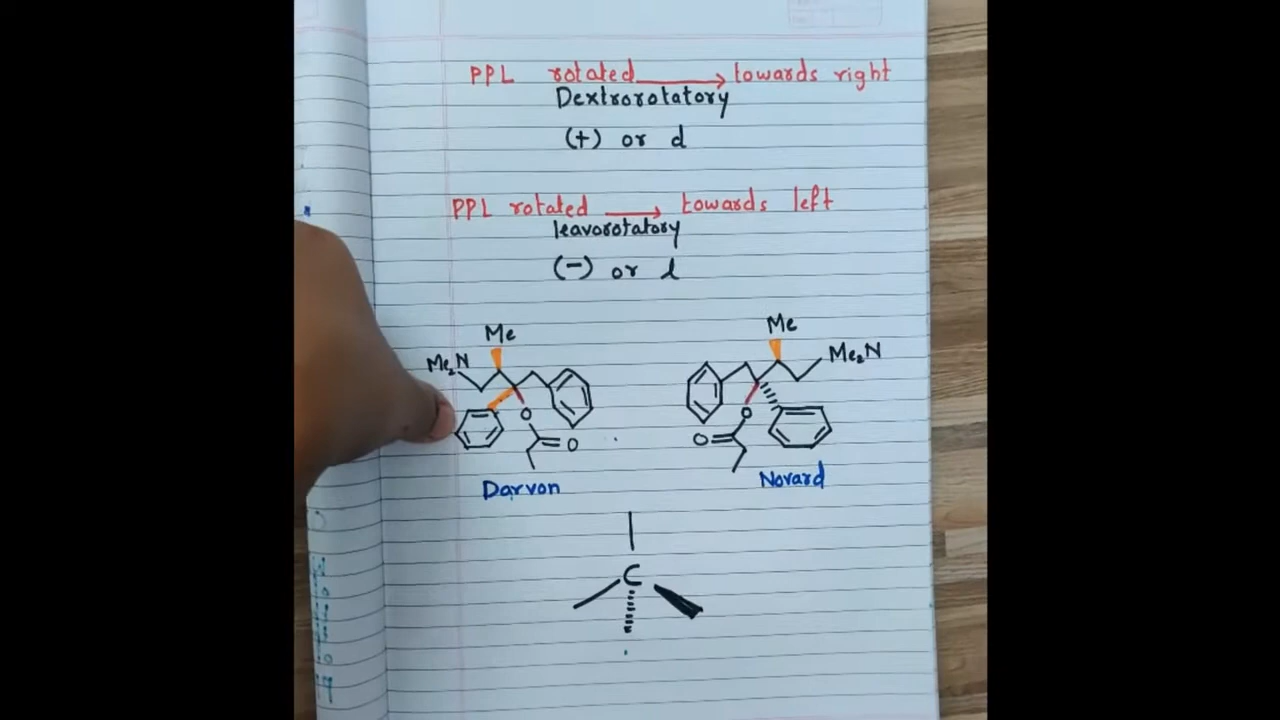 PPL rotated → towards right
Dextrorotatory
(+) or d
PPL rotated → towards left
leavorotatory
(-) or l
Me
Me₂N
O
O
Darvon
Me
Me₂N
O
O
Novard
C